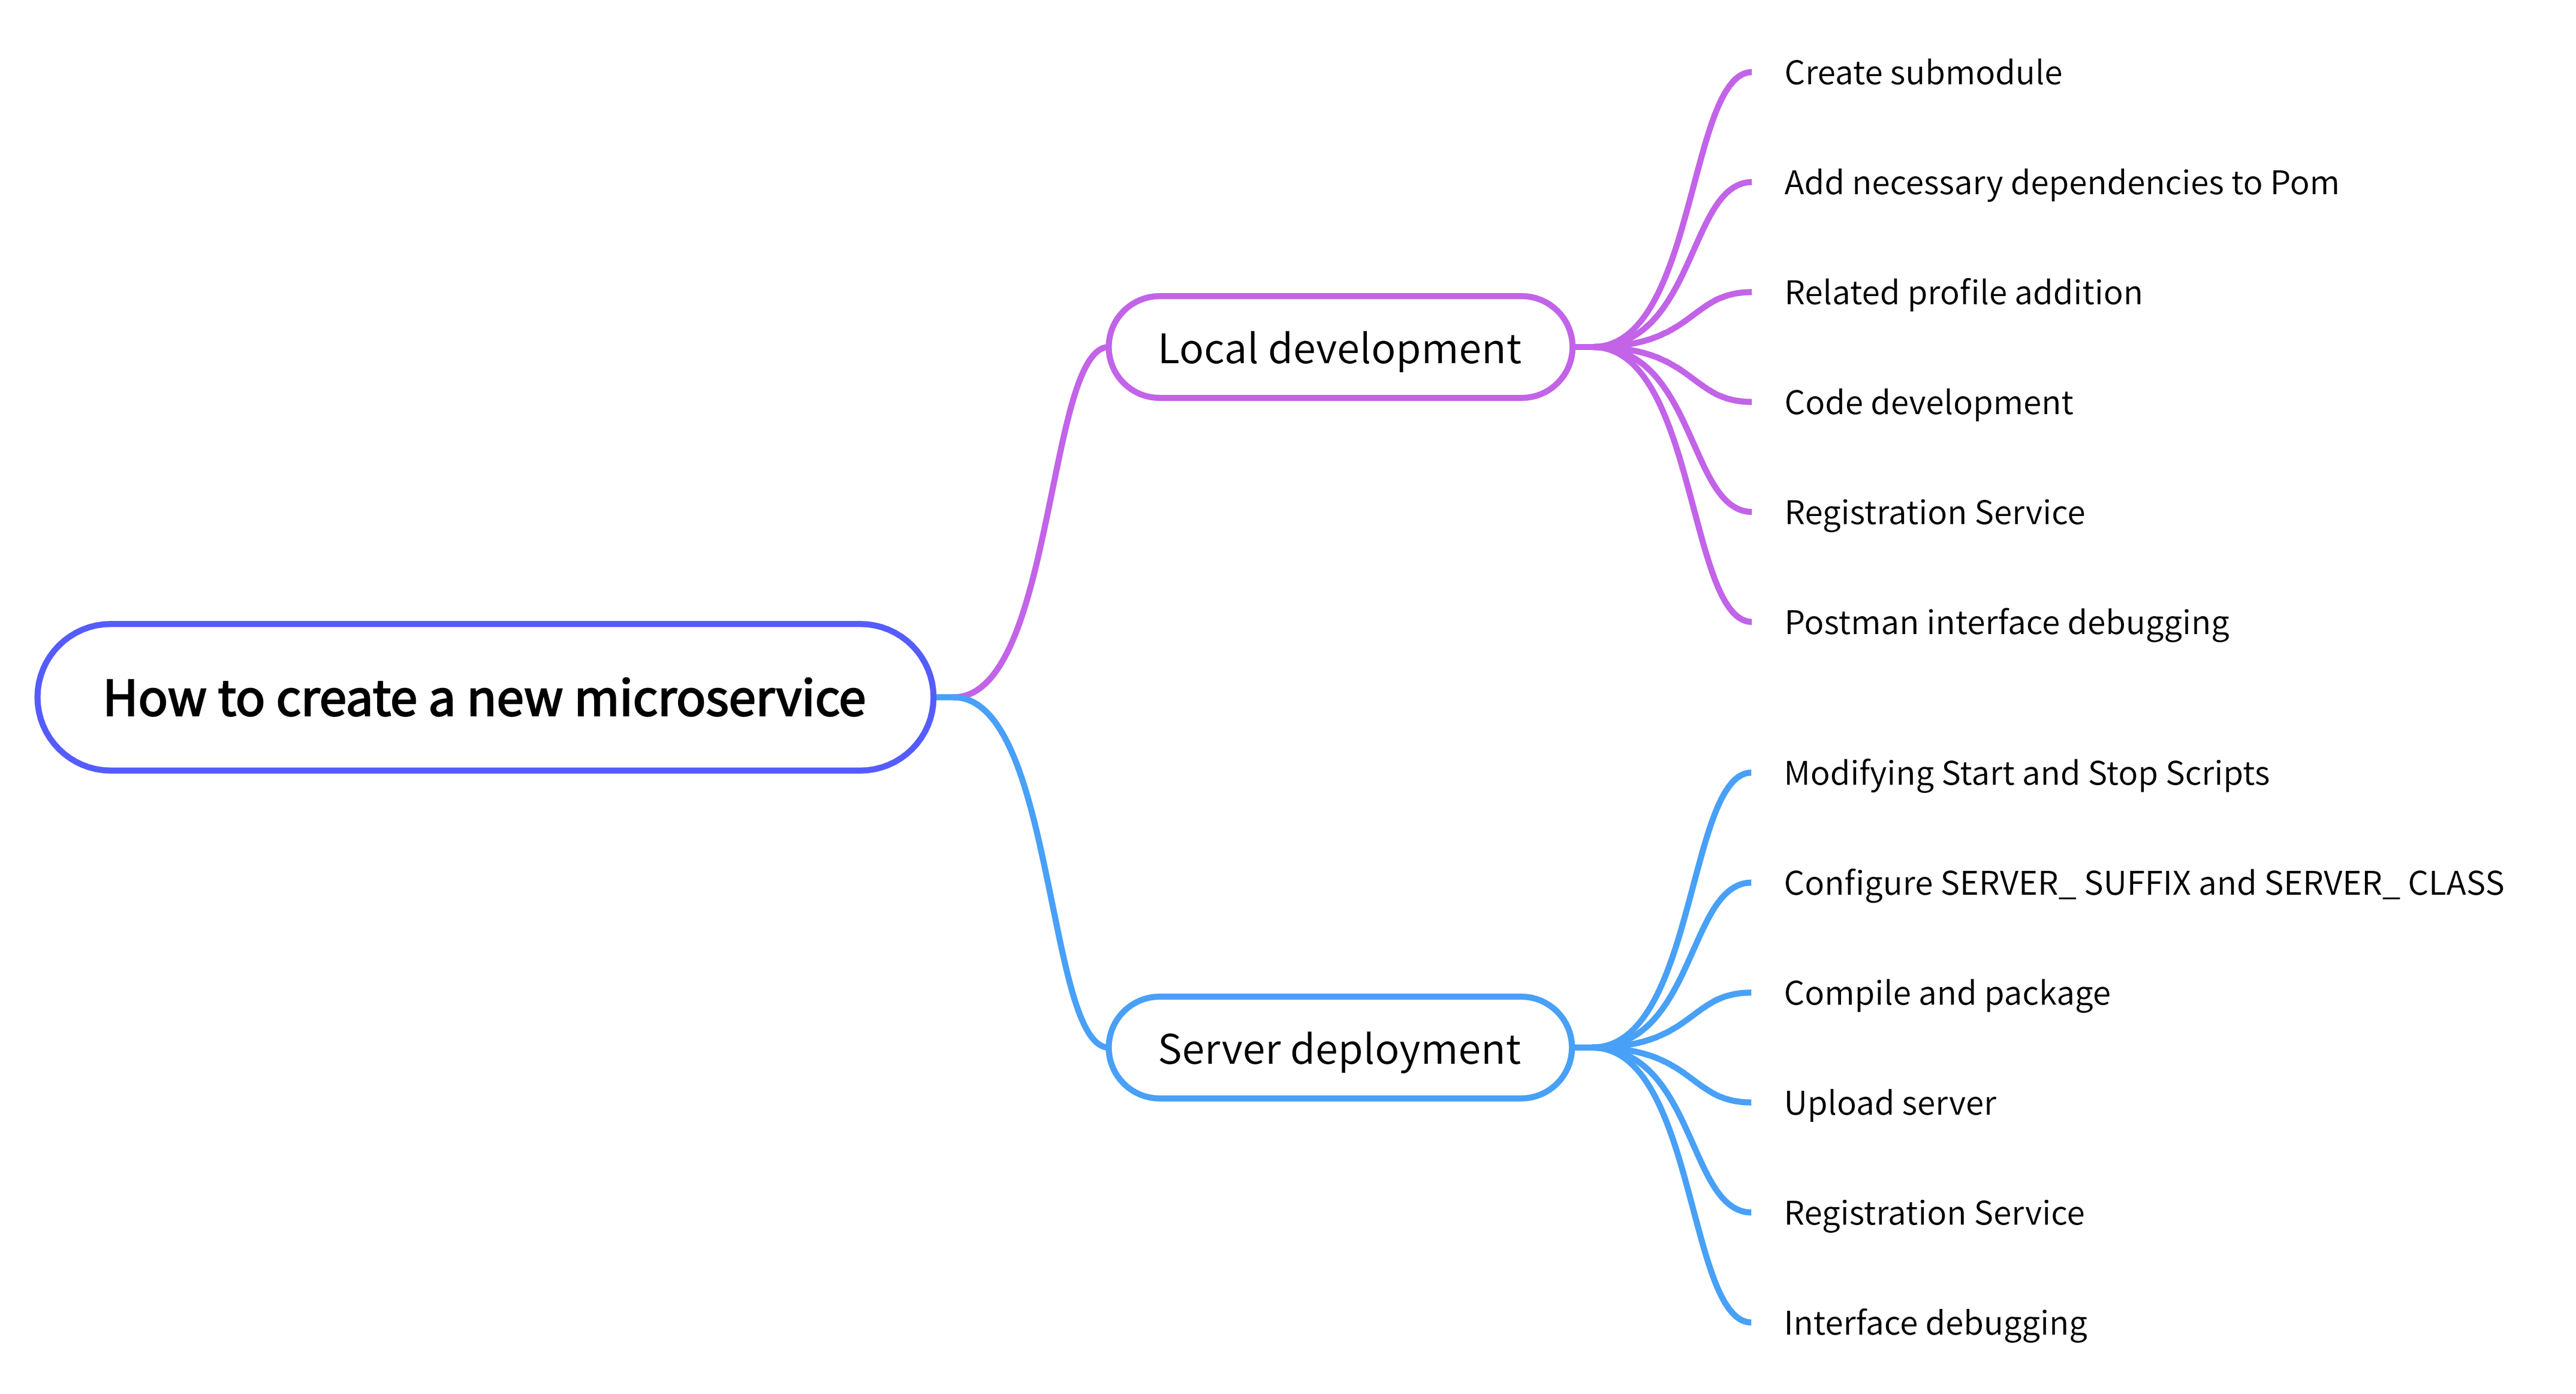 How to create a new microservice
Local development
Create submodule
Add necessary dependencies to Pom
Related profile addition
Code development
Registration Service
Postman interface debugging
Server deployment
Modifying Start and Stop Scripts
Configure SERVER_ SUFFIX and SERVER_ CLASS
Compile and package
Upload server
Registration Service
Interface debugging